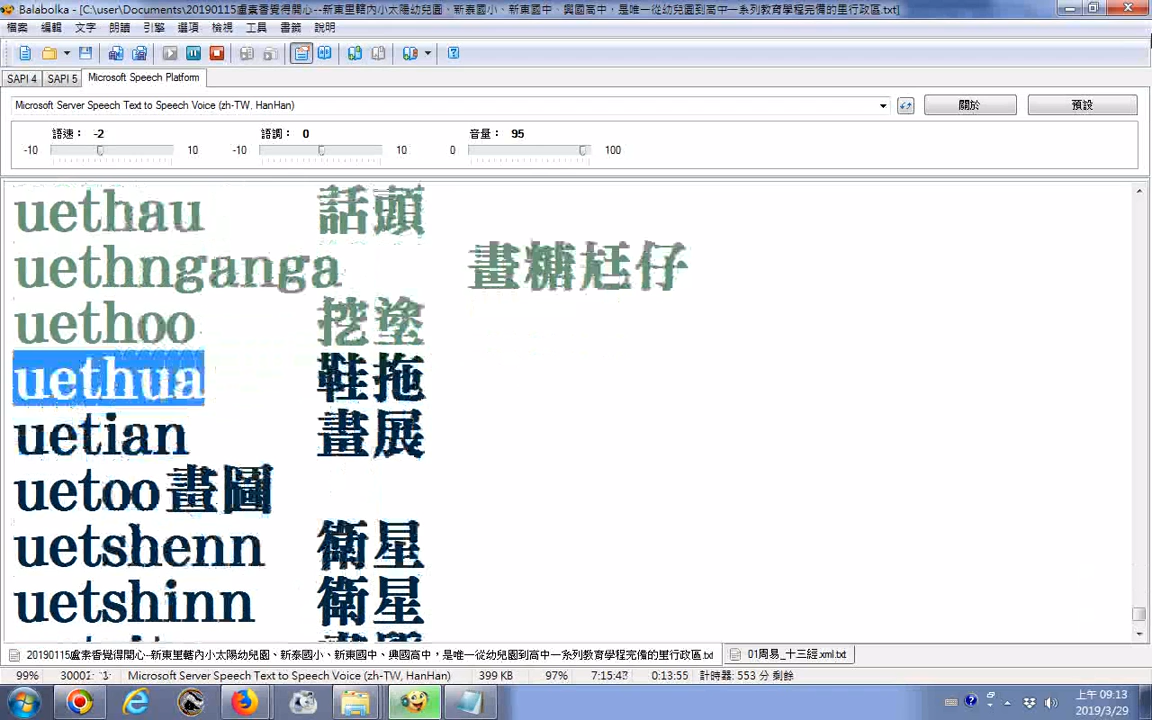 Balabolka - [C:\user\Documents\20190115盧素香覺得開心--新東里轄內小太陽幼兒園、新泰國小、新東國中、興國高中，是唯一從幼兒園到高中一系列教育學程完備的里行政區.txt]
檔案 編輯 文字 朗讀 引擎 選項 檢視 工具 書籤 說明
SAPI 4 SAPI 5 Microsoft Speech Platform
Microsoft Server Speech Text to Speech Voice (zh-TW, HanHan) 關於 預設
語速： -2 語調： 0 音量： 95
-10 10 -10 10 0 100
uethau 話頭
uethnganga 畫糖尪仔
uethoo 挖塗
uethua 鞋拖
uetian 畫展
uetoo畫圖
uetshenn 衛星
uetshinn 衛星
20190115盧素香覺得開心--新東里轄內小太陽幼兒園、新泰國小、新東國中、興國高中，是唯一從幼兒園到高中一系列教育學程完備的里行政區.txt 01周易_十三經.xml.txt
99% Microsoft Server Speech Text to Speech Voice (zh-TW, HanHan) 399 KB 97% 0:13:55 計時器: 553 分 剩餘
上午 09:13
2019/3/29